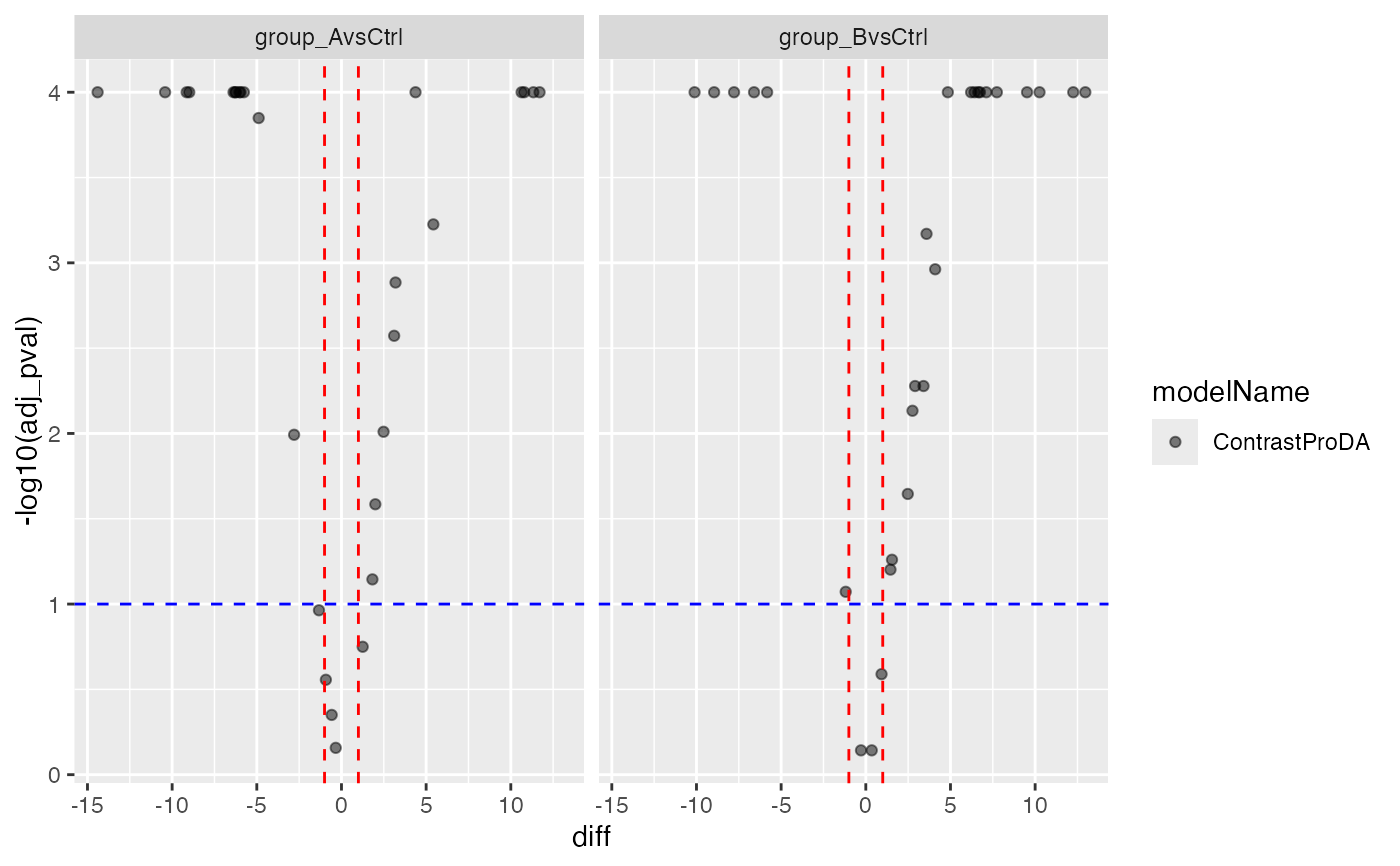 group_AvsCtrl
group_BvsCtrl
4
3
2
1
0
-log10(adj_pval)
-15 -10 -5 0 5 10
-15 -10 -5 0 5 10
diff
modelName
ContrastProDA